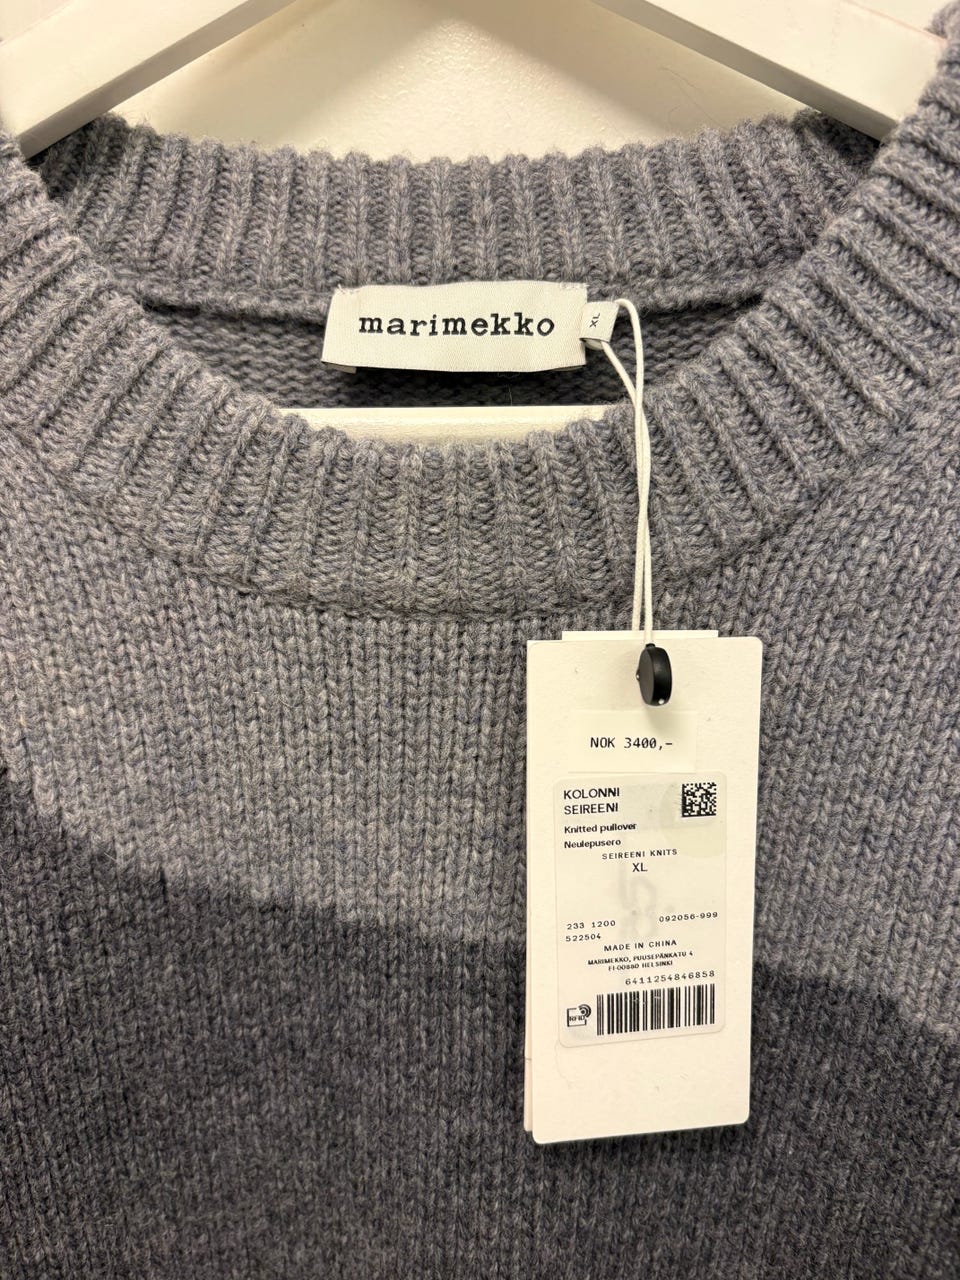 marimekko
XL
NOK 3400,-
KOLONNI
SEIREENI
Knitted pullover
Neulepusero
SEIREENI KNITS
XL
233 1200 092056-999
522504
MADE IN CHINA
MARIMEKKO, PUUSEPÄNKATU 4
FI-00880 HELSINKI
6411254846858
RFID